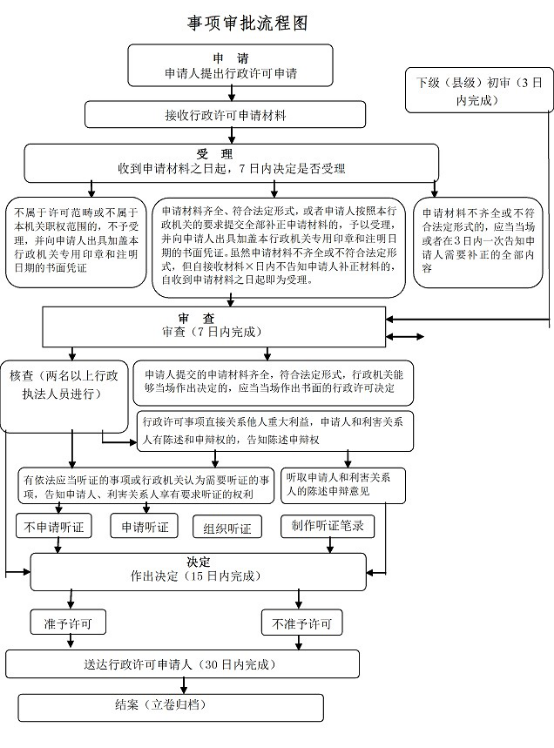 事项审批流程图
申　请
申请人提出行政许可申请
下级（县级）初审（3 日
内完成）
接收行政许可申请材料
受　理
收到申请材料之日起，7 日内决定是否受理
不属于许可范畴或不属于
本机关职权范围的，不予受
理，并向申请人出具加盖本
行政机关专用印章和注明
日期的书面凭证
申请材料齐全、符合法定形式，或者申请人按照本行
政机关的要求提交全部补正申请材料的，予以受理，
并向申请人出具加盖本行政机关专用印章和注明日
期的书面凭证。虽然申请材料不齐全或不符合法定形
式，但自接收材料×日内不告知申请人补正材料的，
自收到申请材料之日起即为受理。
申请材料不齐全或不符
合法定形式的，应当当场
或者在 3 日内一次告知申
请人需要补正的全部内
容
审　查
审查（7 日内完成）
核查（两名以上行政
执法人员进行）
申请人提交的申请材料齐全，符合法定形式，行政机关能
够当场作出决定的，应当当场作出书面的行政许可决定
行政许可事项直接关系他人重大利益，申请人和利害关系
人有陈述和申辩权的，告知陈述申辩权
有依法应当听证的事项或行政机关认为需要听证的事
项，告知申请人、利害关系人享有要求听证的权利
听取申请人和利害关系
人的陈述申辩意见
不申请听证
申请听证
组织听证
制作听证笔录
决定
作出决定（15 日内完成）
准予许可
不准予许可
送达行政许可申请人（30 日内完成）
结案（立卷归档）